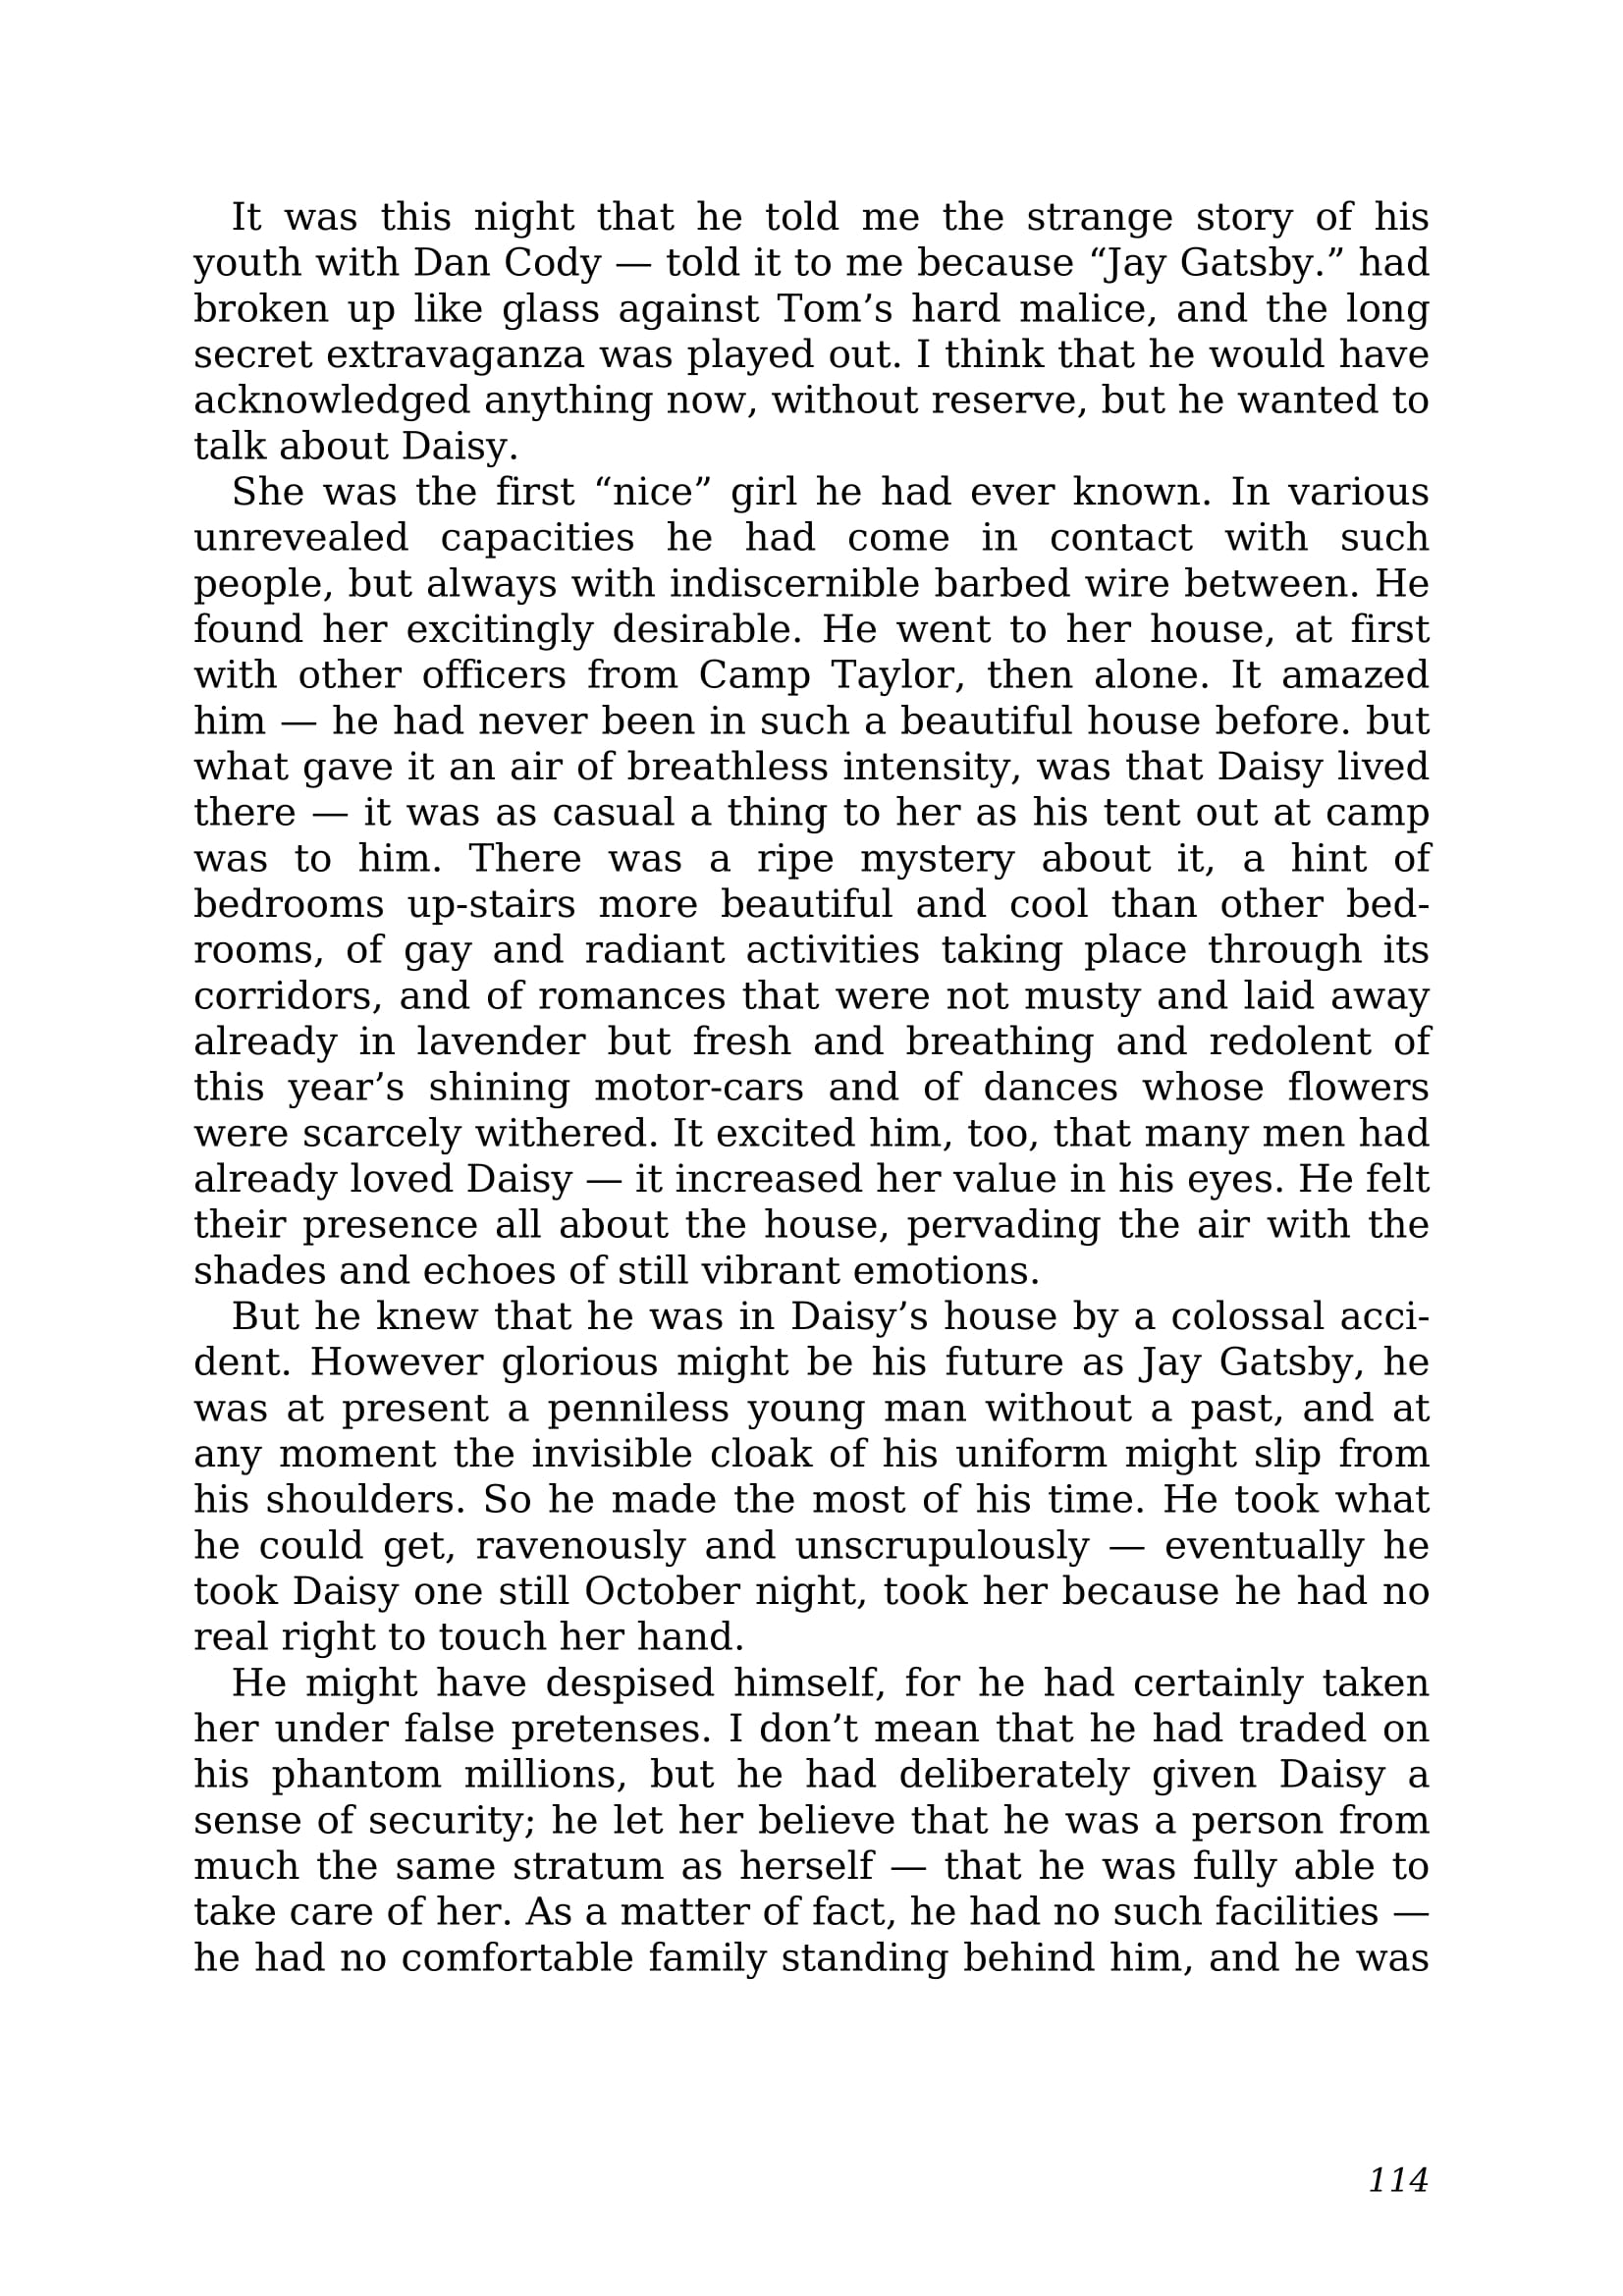 It was this night that he told me the strange story of his
youth with Dan Cody — told it to me because “Jay Gatsby.” had
broken up like glass against Tom’s hard malice, and the long
secret extravaganza was played out. I think that he would have
acknowledged anything now, without reserve, but he wanted to
talk about Daisy.
She was the first “nice” girl he had ever known. In various
unrevealed capacities he had come in contact with such
people, but always with indiscernible barbed wire between. He
found her excitingly desirable. He went to her house, at first
with other officers from Camp Taylor, then alone. It amazed
him — he had never been in such a beautiful house before. but
what gave it an air of breathless intensity, was that Daisy lived
there — it was as casual a thing to her as his tent out at camp
was to him. There was a ripe mystery about it, a hint of
bedrooms up-stairs more beautiful and cool than other bed-
rooms, of gay and radiant activities taking place through its
corridors, and of romances that were not musty and laid away
already in lavender but fresh and breathing and redolent of
this year’s shining motor-cars and of dances whose flowers
were scarcely withered. It excited him, too, that many men had
already loved Daisy — it increased her value in his eyes. He felt
their presence all about the house, pervading the air with the
shades and echoes of still vibrant emotions.
But he knew that he was in Daisy’s house by a colossal acci-
dent. However glorious might be his future as Jay Gatsby, he
was at present a penniless young man without a past, and at
any moment the invisible cloak of his uniform might slip from
his shoulders. So he made the most of his time. He took what
he could get, ravenously and unscrupulously — eventually he
took Daisy one still October night, took her because he had no
real right to touch her hand.
He might have despised himself, for he had certainly taken
her under false pretenses. I don’t mean that he had traded on
his phantom millions, but he had deliberately given Daisy a
sense of security; he let her believe that he was a person from
much the same stratum as herself — that he was fully able to
take care of her. As a matter of fact, he had no such facilities —
he had no comfortable family standing behind him, and he was
114